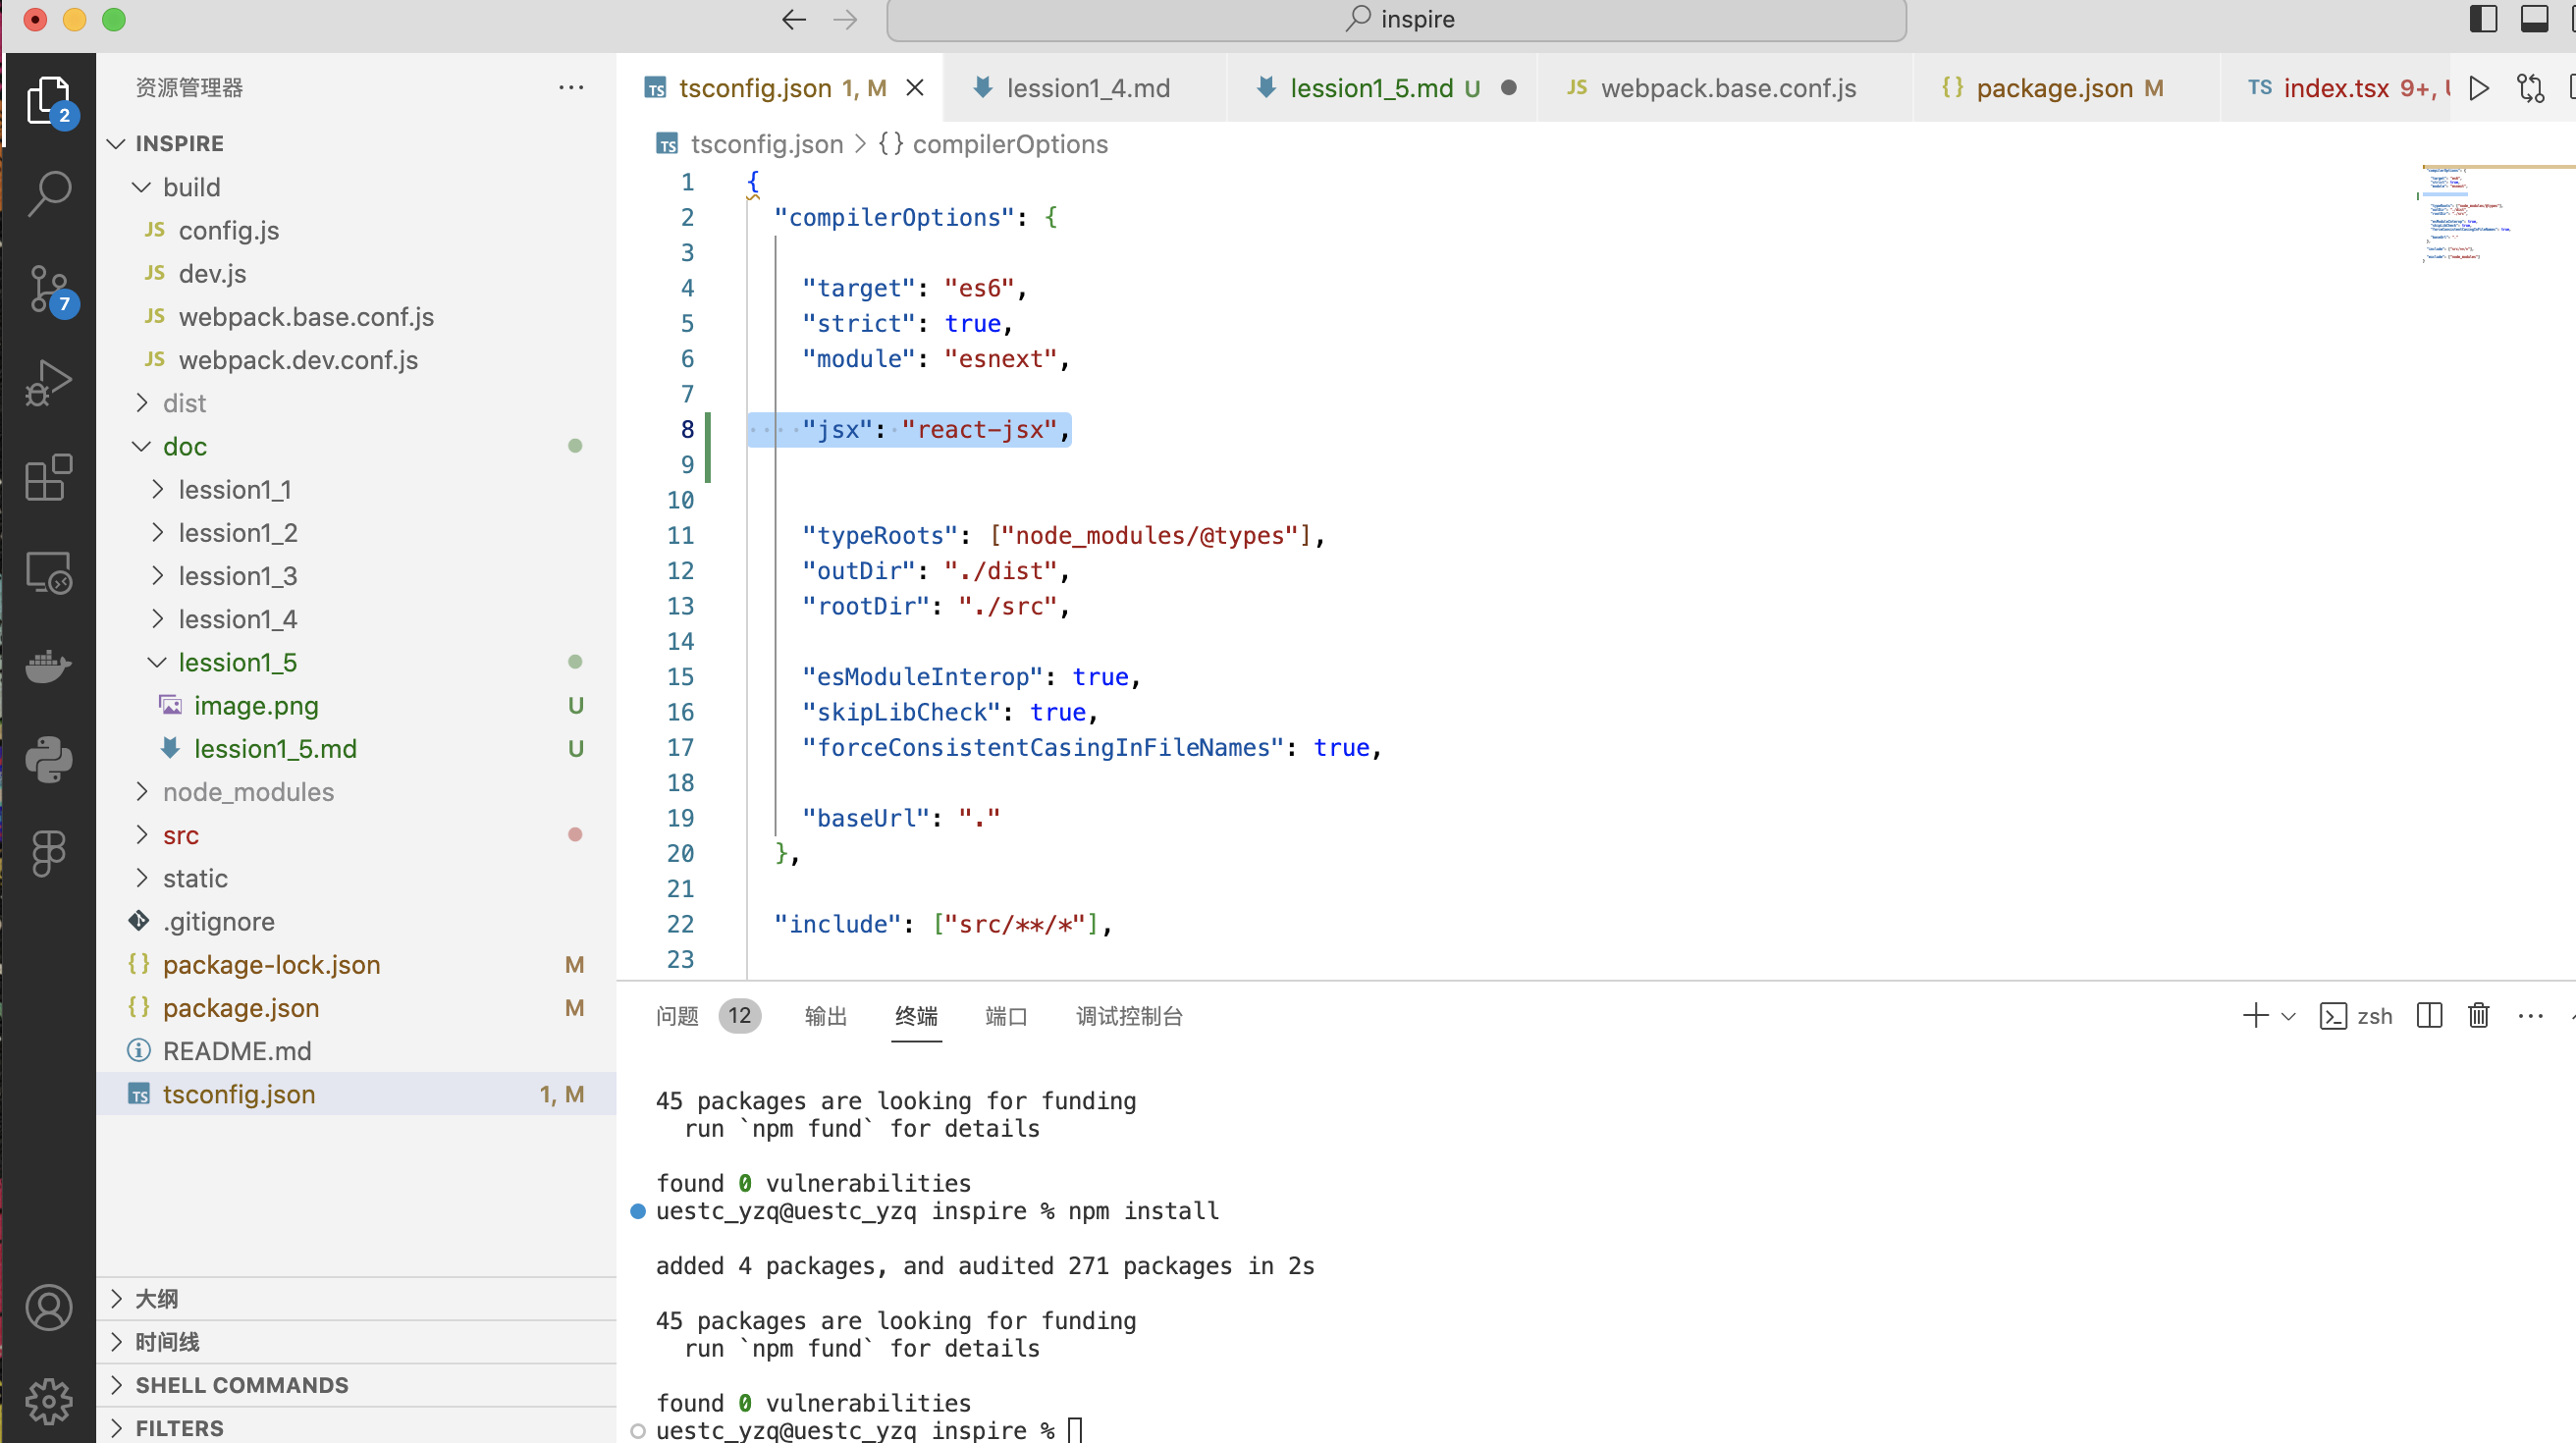 inspire
资源管理器
2
INSPIRE
build
JS config.js
JS dev.js
JS webpack.base.conf.js
JS webpack.dev.conf.js
dist
doc
lession1_1
lession1_2
lession1_3
lession1_4
lession1_5
image.png U
lession1_5.md U
node_modules
src
static
.gitignore
{} package-lock.json M
{} package.json M
README.md
TS tsconfig.json 1, M
大纲
时间线
SHELL COMMANDS
FILTERS
7
TS tsconfig.json 1, M
lession1_4.md
lession1_5.md U
JS webpack.base.conf.js
{} package.json M
TS index.tsx 9+,
TS tsconfig.json > {} compilerOptions
1 {
2 "compilerOptions": {
3
4 "target": "es6",
5 "strict": true,
6 "module": "esnext",
7
8 "jsx": "react-jsx",
9
10
11 "typeRoots": ["node_modules/@types"],
12 "outDir": "./dist",
13 "rootDir": "./src",
14
15 "esModuleInterop": true,
16 "skipLibCheck": true,
17 "forceConsistentCasingInFileNames": true,
18
19 "baseUrl": "."
20 },
21
22 "include": ["src/**/*"],
23
问题 12 输出 终端 端口 调试控制台
zsh
45 packages are looking for funding
run `npm fund` for details
found 0 vulnerabilities
uestc_yzq@uestc_yzq inspire % npm install
added 4 packages, and audited 271 packages in 2s
45 packages are looking for funding
run `npm fund` for details
found 0 vulnerabilities
uestc_yzq@uestc_yzq inspire %